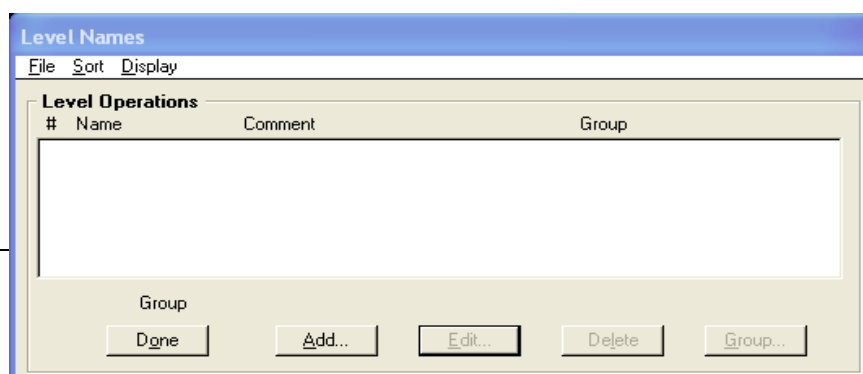 Level Names
File Sort Display
Level Operations
# Name Comment Group
Group
Done Add... Edit... Delete Group...